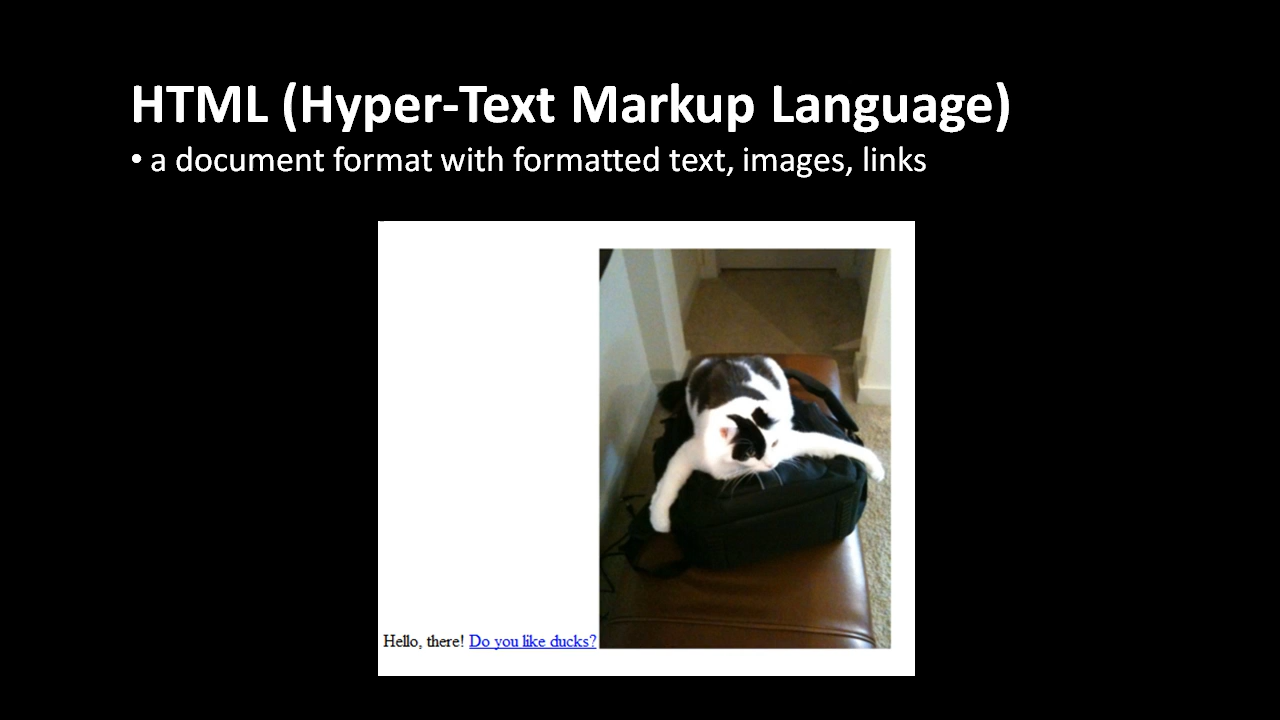 HTML (Hyper-Text Markup Language)
• a document format with formatted text, images, links
Hello, there! Do you like ducks?